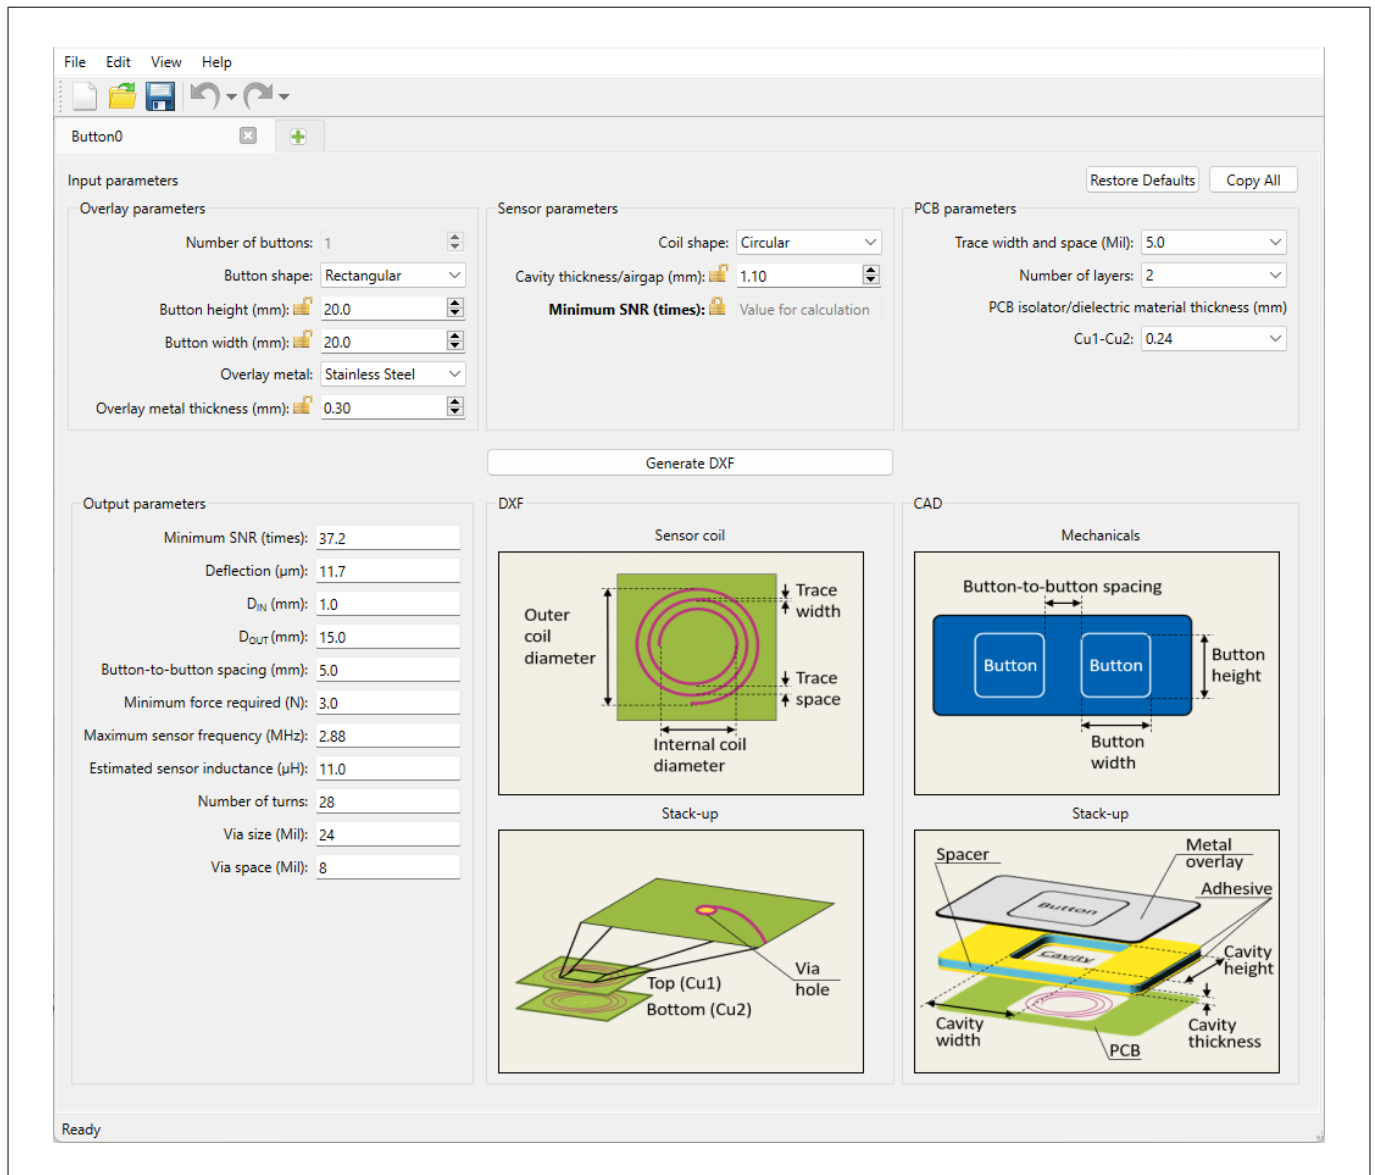 File Edit View Help
Button0
Input parameters
Restore Defaults
Copy All
Overlay parameters
Number of buttons: 1
Button shape: Rectangular
Button height (mm): 20.0
Button width (mm): 20.0
Overlay metal: Stainless Steel
Overlay metal thickness (mm): 0.30
Sensor parameters
Coil shape: Circular
Cavity thickness/airgap (mm): 1.10
Minimum SNR (times): Value for calculation
PCB parameters
Trace width and space (Mil): 5.0
Number of layers: 2
PCB isolator/dielectric material thickness (mm)
Cu1-Cu2: 0.24
Generate DXF
Output parameters
Minimum SNR (times): 37.2
Deflection (µm): 11.7
DIN (mm): 1.0
DOUT (mm): 15.0
Button-to-button spacing (mm): 5.0
Minimum force required (N): 3.0
Maximum sensor frequency (MHz): 2.88
Estimated sensor inductance (µH): 11.0
Number of turns: 28
Via size (Mil): 24
Via space (Mil): 8
DXF
Sensor coil
Outer
coil
diameter
Trace
width
Trace
space
Internal coil
diameter
Stack-up
Top (Cu1)
Bottom (Cu2)
Via
hole
CAD
Mechanicals
Button-to-button spacing
Button
Button
Button
height
Button
width
Stack-up
Spacer
Metal
overlay
Adhesive
Button
Cavity
Cavity
height
Cavity
width
Cavity
thickness
PCB
Ready